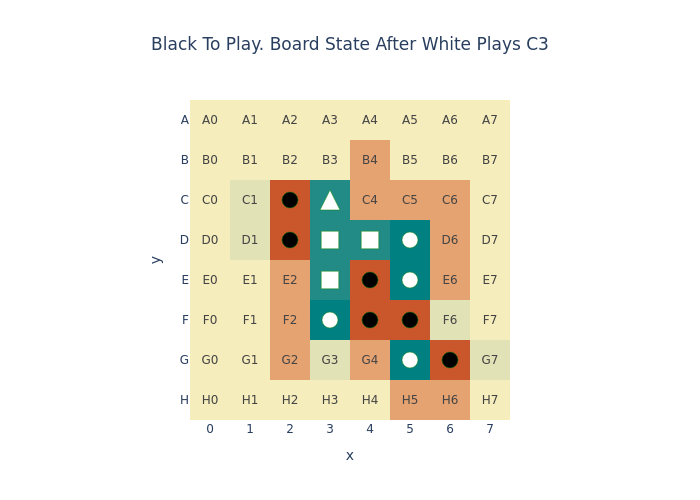 Black To Play. Board State After White Plays C3
A A0 A1 A2 A3 A4 A5 A6 A7
B B0 B1 B2 B3 B4 B5 B6 B7
C C0 C1 C4 C5 C6 C7
D D0 D1 D6 D7
y
E E0 E1 E2 E6 E7
F F0 F1 F2 F6 F7
G G0 G1 G2 G3 G4 G7
H H0 H1 H2 H3 H4 H5 H6 H7
0 1 2 3 4 5 6 7
x